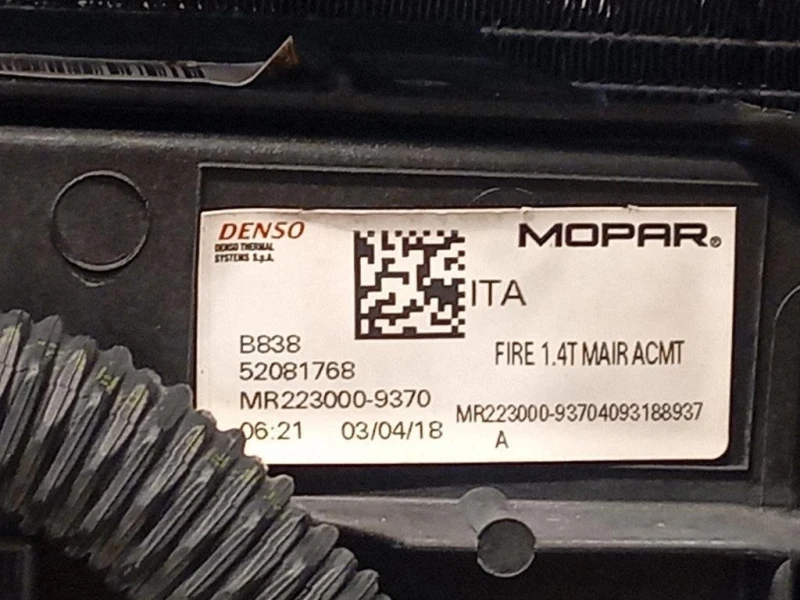 DENSO
DENSO THERMAL
SYSTEMS S.p.A.
MOPAR®
ITA
B838
52081768
FIRE 1.4T MAIR ACMT
MR223000-9370
MR223000-93704093188937
06:21 03/04/18
A